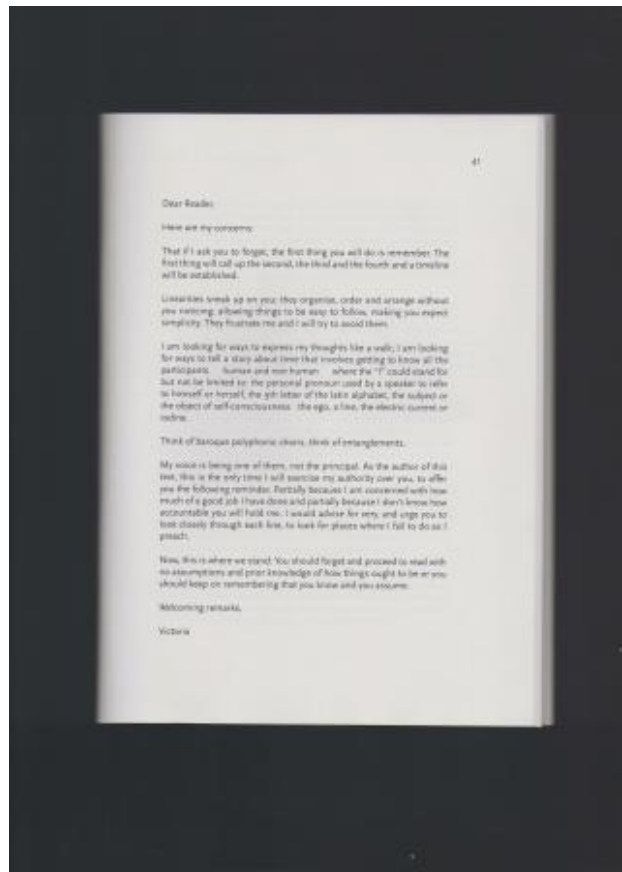 41
Dear Reader,
Here are my concerns:
That if I ask you to forget, the first thing you will do is remember. The
first thing will call up the second, the third and the fourth and a timeline
will be established.
Linearities sneak up on you: they organise, order and arrange without
you noticing; allowing things to be easy to follow, making you expect
simplicity. They frustrate me and I will try to avoid them.
I am looking for ways to express my thoughts like a walk; I am looking
for ways to tell a story about time that involves getting to know all the
participants human and non human where the "I" could stand for
but not be limited to: the personal pronoun used by a speaker to refer
to himself or herself, the 9th letter of the latin alphabet, the subject or
the object of self-consciousness the ego, a line, the electric current or
iodine.
Think of baroque polyphonic choirs, think of entanglements.
My voice is being one of them, not the principal. As the author of this
text, this is the only time I will exercise my authority over you, to offer
you the following reminder. Partially because I am concerned with how
much of a good job I have done and partially because I don't know how
accountable you will hold me. I would advise for very, and urge you to
look closely through each line, to look for places where I fail to do as I
preach.
Now, this is where we stand. You should forget and proceed to read with
no assumptions and prior knowledge of how things ought to be or you
should keep on remembering that you know and you assume.
Welcoming remarks,
Victoria